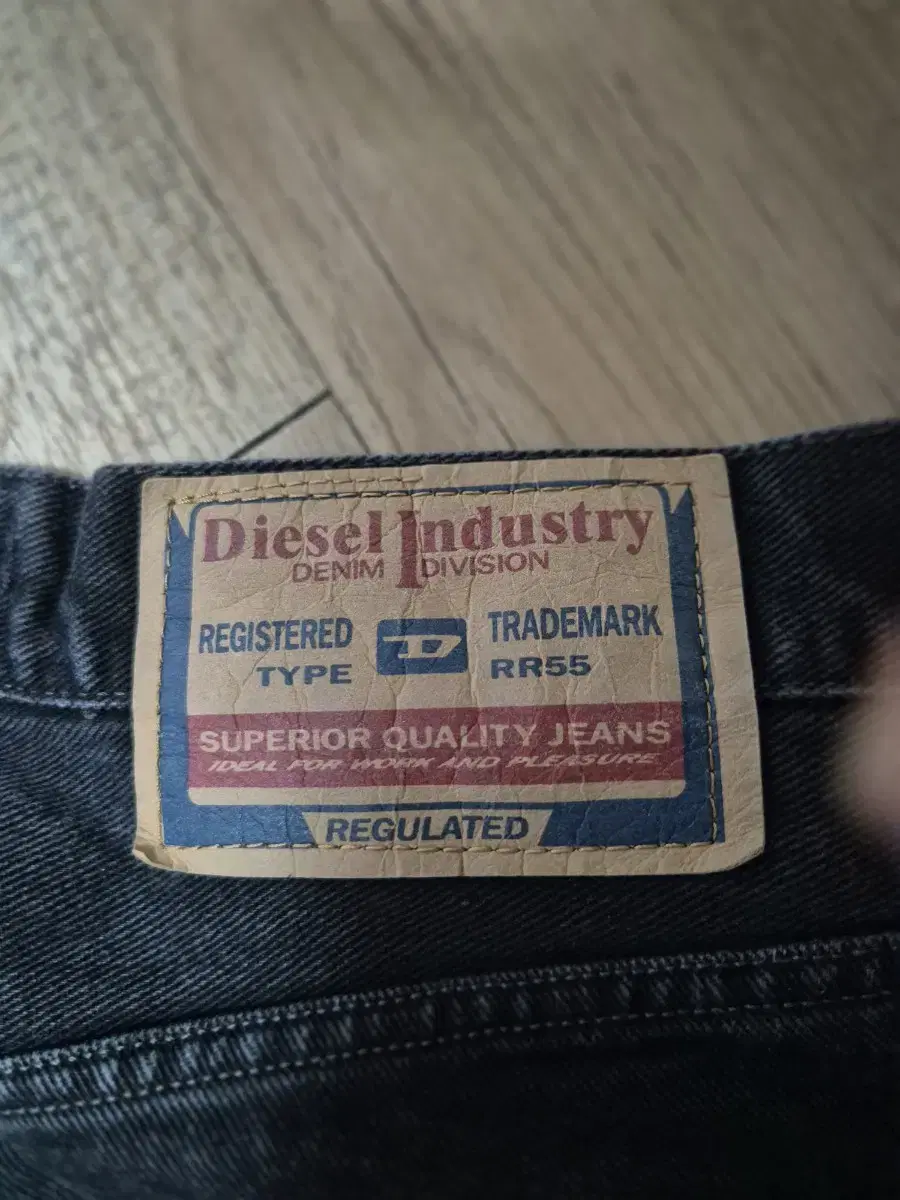 Diesel Industry
DENIM DIVISION
REGISTERED D TRADEMARK
TYPE RR55
SUPERIOR QUALITY JEANS
IDEAL FOR WORK AND PLEASURE
REGULATED